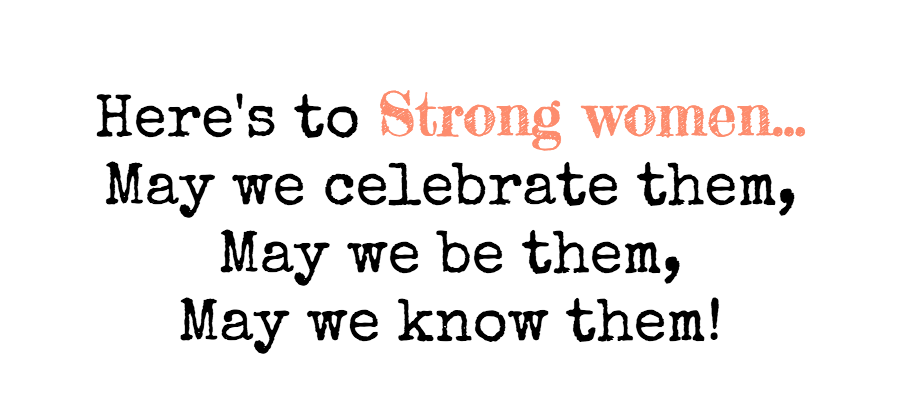 Here's to Strong women...
May we celebrate them,
May we be them,
May we know them!